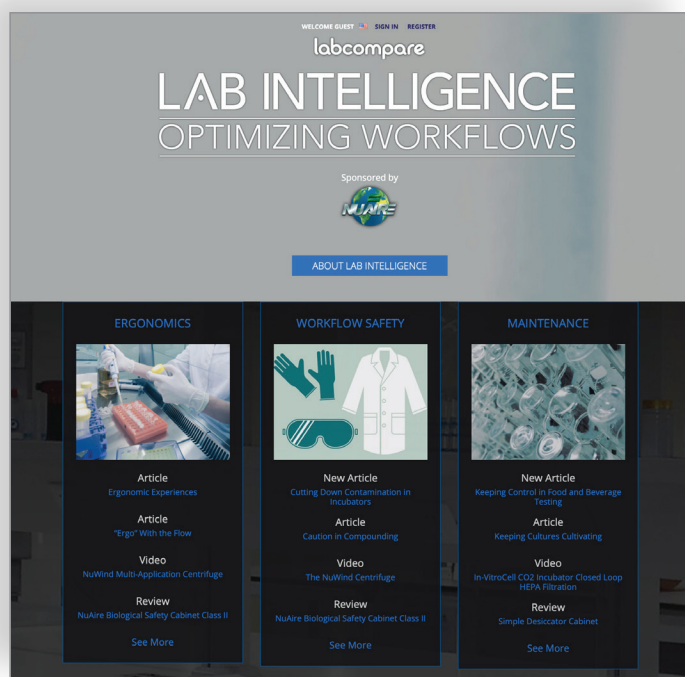 WELCOME GUEST SIGN IN REGISTER
labcompare
LAB INTELLIGENCE
OPTIMIZING WORKFLOWS
Sponsored by
NUAIRE
ABOUT LAB INTELLIGENCE
ERGONOMICS
Article
Ergonomic Experiences
Article
"Ergo" With the Flow
Video
NuWind Multi-Application Centrifuge
Review
NuAire Biological Safety Cabinet Class II
See More
WORKFLOW SAFETY
New Article
Cutting Down Contamination in
Incubators
Article
Caution in Compounding
Video
The NuWind Centrifuge
Review
NuAire Biological Safety Cabinet Class II
See More
MAINTENANCE
New Article
Keeping Control in Food and Beverage
Testing
Article
Keeping Cultures Cultivating
Video
In-VitroCell CO2 Incubator Closed Loop
HEPA Filtration
Review
Simple Desiccator Cabinet
See More